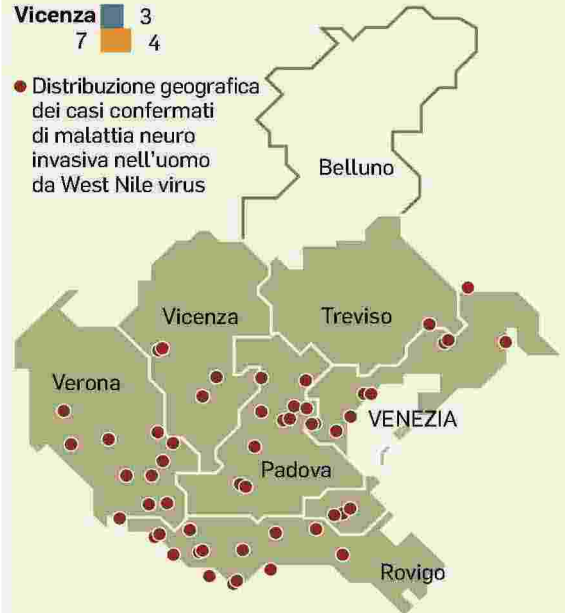 Vicenza 3
7 4
Distribuzione geografica
dei casi confermati
di malattia neuro
invasiva nell'uomo
da West Nile virus
Belluno
Vicenza
Treviso
Verona
VENEZIA
Padova
Rovigo